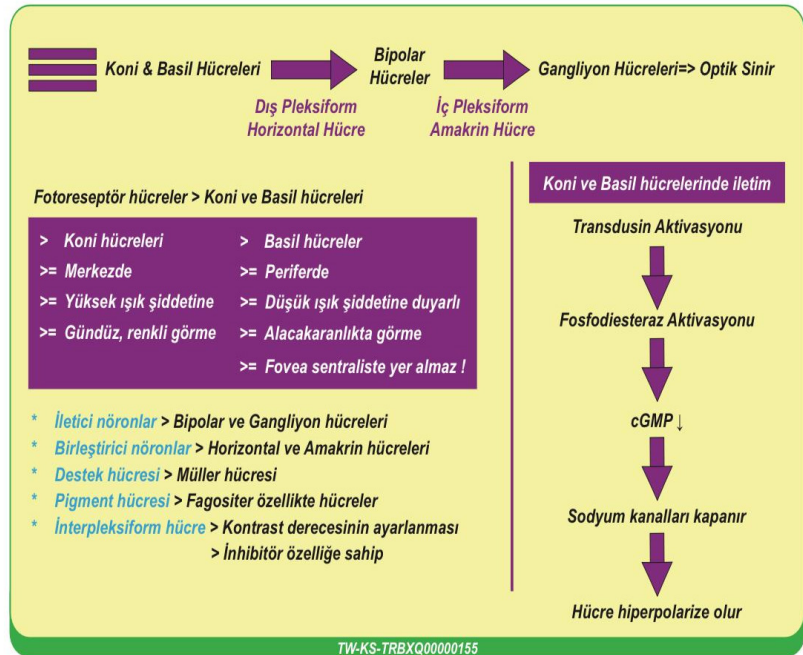 Koni & Basil Hücreleri
Bipolar
Hücreler
Gangliyon Hücreleri=> Optik Sinir
Dış Pleksiform
Horizontal Hücre
İç Pleksiform
Amakrin Hücre
Fotoreseptör hücreler > Koni ve Basil hücreleri
> Koni hücreleri
>= Merkezde
>= Yüksek ışık şiddetine
>= Gündüz, renkli görme
> Basil hücreler
>= Periferde
>= Düşük ışık şiddetine duyarlı
>= Alacakaranlıkta görme
>= Fovea sentraliste yer almaz !
* İletici nöronlar > Bipolar ve Gangliyon hücreleri
* Birleştirici nöronlar > Horizontal ve Amakrin hücreleri
* Destek hücresi > Müller hücresi
* Pigment hücresi > Fagositer özellikte hücreler
* İnterpleksiform hücre > Kontrast derecesinin ayarlanması
> İnhibitör özelliğe sahip
Koni ve Basil hücrelerinde iletim
Transdusin Aktivasyonu
Fosfodiesteraz Aktivasyonu
cGMP ↓
Sodyum kanalları kapanır
Hücre hiperpolarize olur
TW-KS-TRBXQ00000155